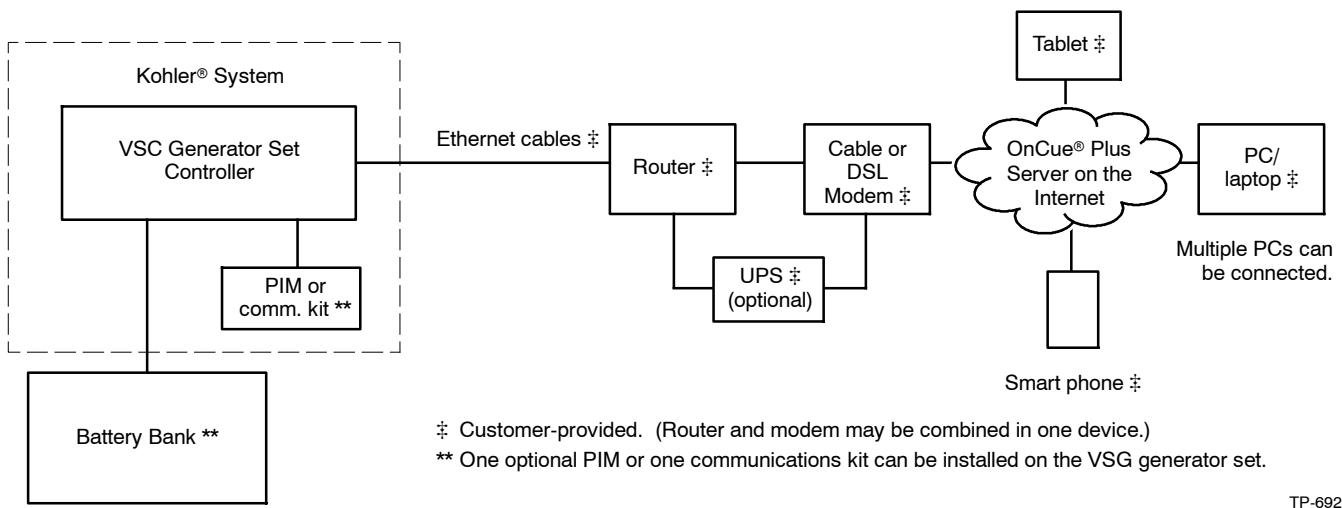 Tablet ‡
Kohler® System
VSC Generator Set
Controller
Ethernet cables ‡
Router ‡
Cable or
DSL
Modem ‡
OnCue® Plus
Server on the
Internet
PC/
laptop ‡
Multiple PCs can
be connected.
PIM or
comm. kit **
UPS ‡
(optional)
Smart phone ‡
Battery Bank **
‡ Customer-provided. (Router and modem may be combined in one device.)
** One optional PIM or one communications kit can be installed on the VSG generator set.
TP-692